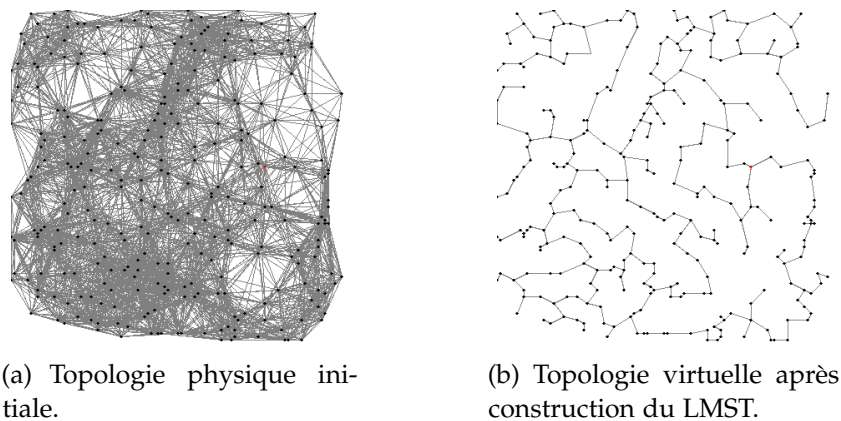 (a) Topologie physique ini-
tiale.
(b) Topologie virtuelle après
construction du LMST.